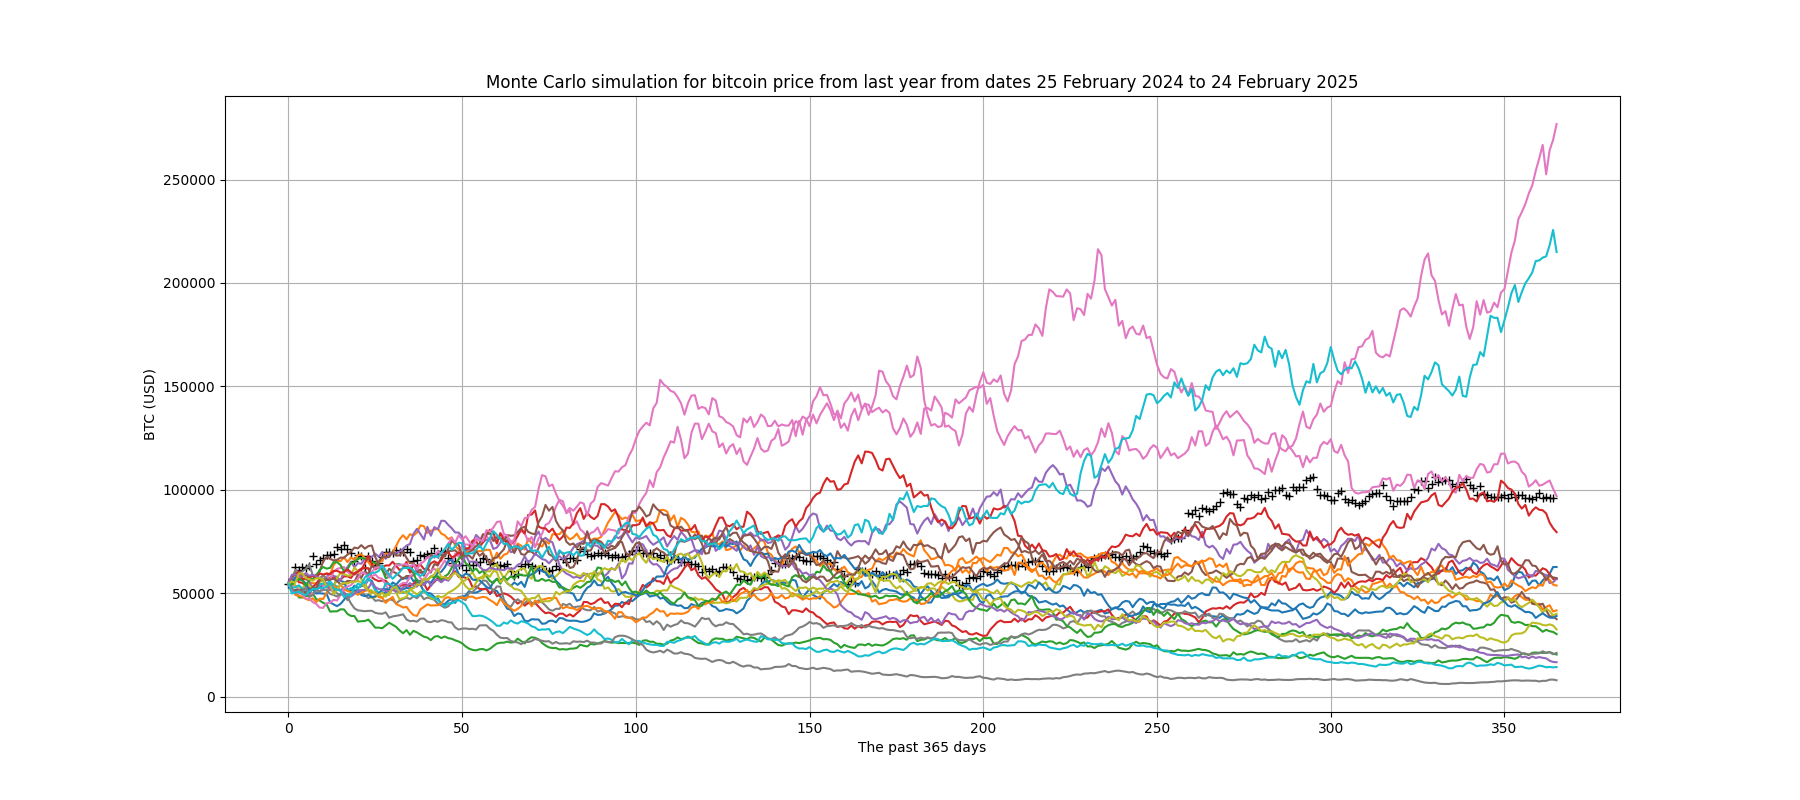 Monte Carlo simulation for bitcoin price from last year from dates 25 February 2024 to 24 February 2025
BTC (USD)
250000
200000
150000
100000
50000
0
0 50 100 150 200 250 300 350
The past 365 days